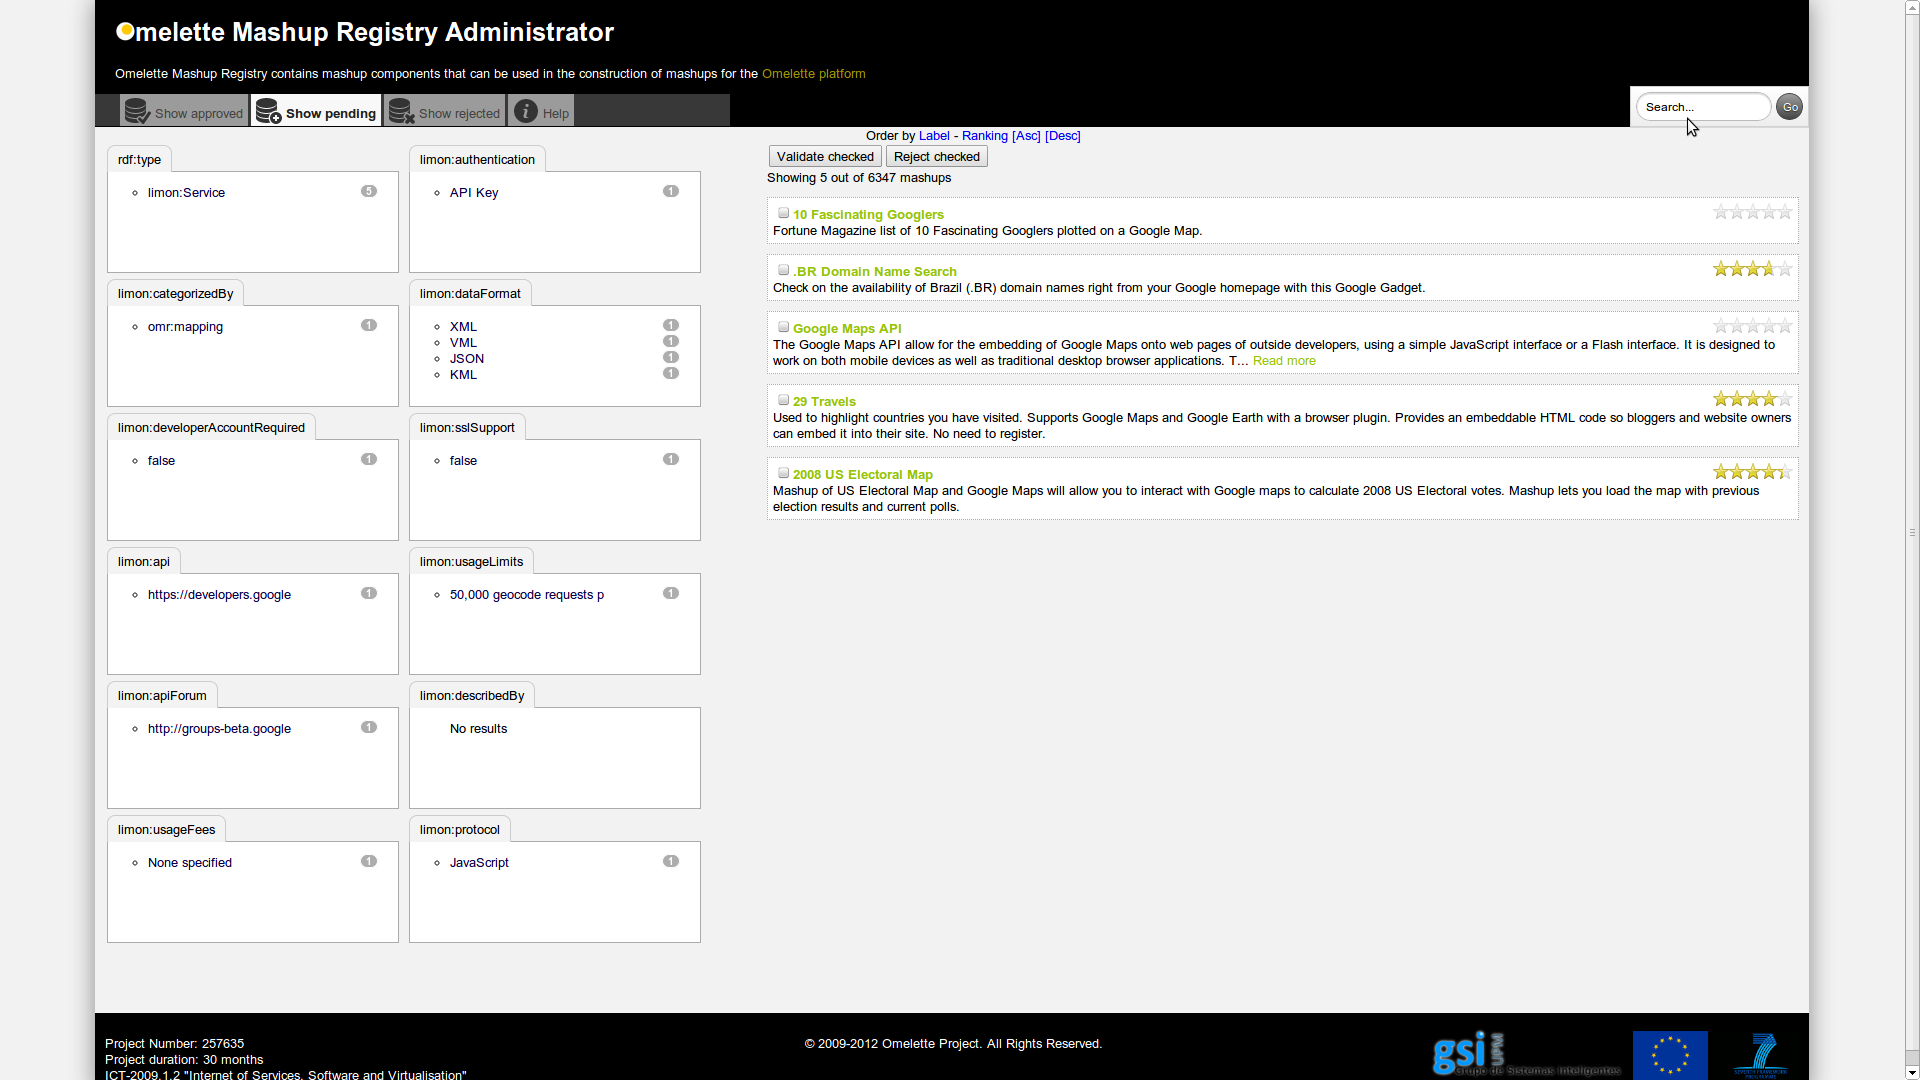 Omelette Mashup Registry Administrator
Omelette Mashup Registry contains mashup components that can be used in the construction of mashups for the Omelette platform
Show approved
Show pending
Show rejected
Help
Search...
Go
rdf:type
limon:Service 5
limon:authentication
API Key 1
limon:categorizedBy
omr:mapping 1
limon:dataFormat
XML 1
VML 1
JSON 1
KML 1
limon:developerAccountRequired
false 1
limon:sslSupport
false 1
limon:api
https://developers.google 1
limon:usageLimits
50,000 geocode requests p 1
limon:apiForum
http://groups-beta.google 1
limon:describedBy
No results
limon:usageFees
None specified 1
limon:protocol
JavaScript 1
Order by Label - Ranking [Asc] [Desc]
Validate checked Reject checked
Showing 5 out of 6347 mashups
10 Fascinating Googlers
Fortune Magazine list of 10 Fascinating Googlers plotted on a Google Map.
.BR Domain Name Search
Check on the availability of Brazil (.BR) domain names right from your Google homepage with this Google Gadget.
Google Maps API
The Google Maps API allow for the embedding of Google Maps onto web pages of outside developers, using a simple JavaScript interface or a Flash interface. It is designed to
work on both mobile devices as well as traditional desktop browser applications. T... Read more
29 Travels
Used to highlight countries you have visited. Supports Google Maps and Google Earth with a browser plugin. Provides an embeddable HTML code so bloggers and website owners
can embed it into their site. No need to register.
2008 US Electoral Map
Mashup of US Electoral Map and Google Maps will allow you to interact with Google maps to calculate 2008 US Electoral votes. Mashup lets you load the map with previous
election results and current polls.
Project Number: 257635
Project duration: 30 months
ICT-2009.1.2 "Internet of Services, Software and Virtualisation"
© 2009-2012 Omelette Project. All Rights Reserved.
gsi UPM
Grupo de Sistemas Inteligentes
7
SEVENTH FRAMEWORK
PROGRAMME